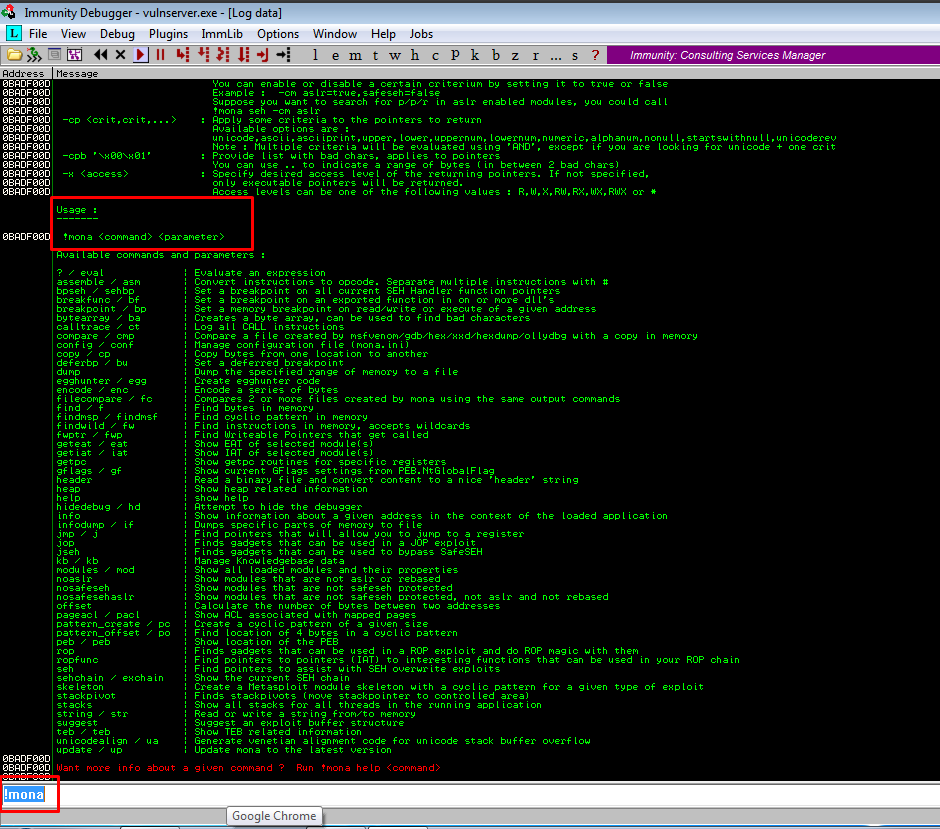 Immunity Debugger - vulnserver.exe - [Log data]
L File View Debug Plugins ImmLib Options Window Help Jobs
l e m t w h c P k b z r ... s ? Immunity: Consulting Services Manager
Address Message
0BADF00D You can enable or disable a certain criterium by setting it to true or false
0BADF00D Example : -cm aslr=true,safeseh=false
0BADF00D Suppose you want to search for p/p/r in aslr enabled modules, you could call
0BADF00D !mona seh -cm aslr
0BADF00D -cp <crit,crit,...> : Apply some criteria to the pointers to return
0BADF00D Available options are :
0BADF00D unicode,ascii,asciiprint,upper,lower,uppernum,lowernum,numeric,alphanum,nonull,startswithnull,unicoderev
0BADF00D Note : Multiple criteria will be evaluated using 'AND', except if you are looking for unicode + one crit
0BADF00D -cpb '\x00\x01' : Provide list with bad chars, applies to pointers
0BADF00D You can use .. to indicate a range of bytes (in between 2 bad chars)
0BADF00D -x <access> : Specify desired access level of the returning pointers. If not specified,
0BADF00D only executable pointers will be returned.
0BADF00D Access levels can be one of the following values : R,W,X,RW,RX,WX,RWX or *
Usage :
-------
0BADF00D !mona <command> <parameter>
Available commands and parameters :
? / eval | Evaluate an expression
assemble / asm | Convert instructions to opcode. Separate multiple instructions with #
bpseh / sehbp | Set a breakpoint on all current SEH Handler function pointers
breakfunc / bf | Set a breakpoint on an exported function in on or more dll's
breakpoint / bp | Set a memory breakpoint on read/write or execute of a given address
bytearray / ba | Creates a byte array, can be used to find bad characters
calltrace / ct | Log all CALL instructions
compare / cmp | Compare a file created by msfvenom/gdb/hex/xxd/hexdump/ollydbg with a copy in memory
config / conf | Manage configuration file (mona.ini)
copy / cp | Copy bytes from one location to another
deferbp / bu | Set a deferred breakpoint
dump | Dump the specified range of memory to a file
egghunter / egg | Create egghunter code
encode / enc | Encode a series of bytes
filecompare / fc | Compares 2 or more files created by mona using the same output commands
find / f | Find bytes in memory
findmsp / findmsf | Find cyclic pattern in memory
findwild / fw | Find instructions in memory, accepts wildcards
fwptr / fwp | Find Writeable Pointers that get called
geteat / eat | Show EAT of selected module(s)
getiat / iat | Show IAT of selected module(s)
getpc | Show getpc routines for specific registers
gflags / gf | Show current GFlags settings from PEB.NtGlobalFlag
header | Read a binary file and convert content to a nice 'header' string
heap | Show heap related information
help | show help
hidedebug / hd | Attempt to hide the debugger
info | Show information about a given address in the context of the loaded application
infodump / if | Dumps specific parts of memory to file
jmp / j | Find pointers that will allow you to jump to a register
jop | Finds gadgets that can be used in a JOP exploit
jseh | Finds gadgets that can be used to bypass SafeSEH
kb / kb | Manage Knowledgebase data
modules / mod | Show all loaded modules and their properties
noaslr | Show modules that are not aslr or rebased
nosafeseh | Show modules that are not safeseh protected
nosafesehaslr | Show modules that are not safeseh protected, not aslr and not rebased
offset | Calculate the number of bytes between two addresses
pageacl / pacl | Show ACL associated with mapped pages
pattern_create / pc | Create a cyclic pattern of a given size
pattern_offset / po | Find location of 4 bytes in a cyclic pattern
peb / peb | Show location of the PEB
rop | Finds gadgets that can be used in a ROP exploit and do ROP magic with them
ropfunc | Find pointers to pointers (IAT) to interesting functions that can be used in your ROP chain
seh | Find pointers to assist with SEH overwrite exploits
sehchain / exchain | Show the current SEH chain
skeleton | Create a Metasploit module skeleton with a cyclic pattern for a given type of exploit
stackpivot | Finds stackpivots (move stackpointer to controlled area)
stacks | Show all stacks for all threads in the running application
string / str | Read or write a string from/to memory
suggest | Suggest an exploit buffer structure
teb / teb | Show TEB related information
unicodealign / ua | Generate venetian alignment code for unicode stack buffer overflow
update / up | Update mona to the latest version
0BADF00D
0BADF00D Want more info about a given command ? Run !mona help <command>
0BADF00D
!mona
Google Chrome